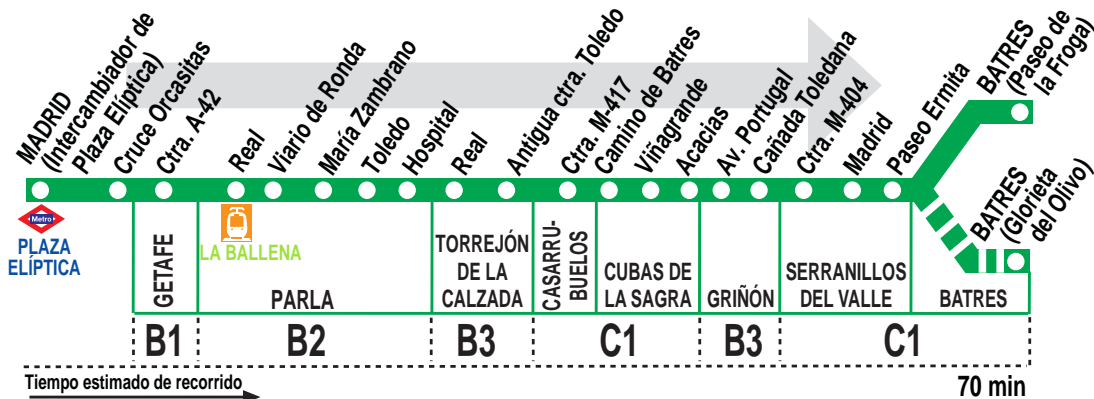 MADRID
(Intercambiador de
Plaza Elíptica)
Cruce Orcasitas
Ctra. A-42
Real
Viario de Ronda
María Zambrano
Toledo
Hospital
Real
Antigua ctra. Toledo
Ctra. M-417
Camino de Batres
Viñagrande
Acacias
Av. Portugal
Cañada Toledana
Ctra. M-404
Madrid
Paseo Ermita
BATRES
(Paseo de
la Froga)
BATRES
(Glorieta
del Olivo)
Metro
PLAZA
ELÍPTICA
LA BALLENA
GETAFE
PARLA
TORREJÓN
DE LA
CALZADA
CASARRU-
BUELOS
CUBAS DE
LA SAGRA
GRIÑÓN
SERRANILLOS
DEL VALLE
BATRES
B1
B2
B3
C1
B3
C1
Tiempo estimado de recorrido
70 min